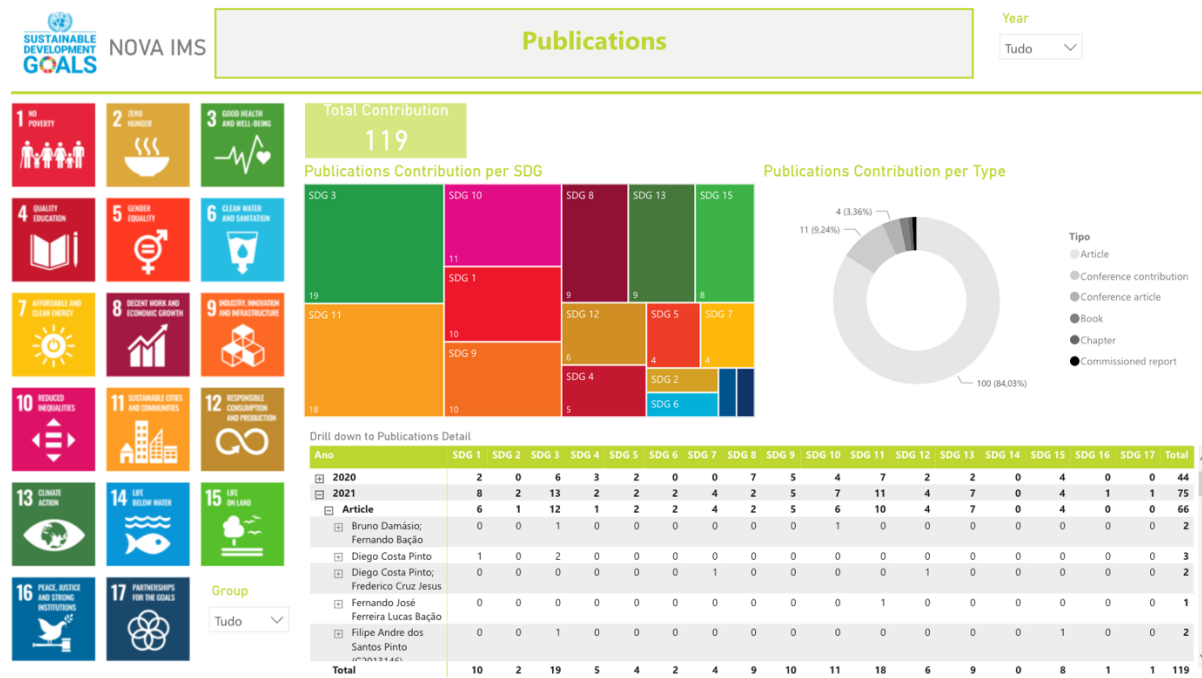 SUSTAINABLE
DEVELOPMENT
GOALS
NOVA IMS
Publications
Year
Tudo
1 NO
POVERTY
2 ZERO
HUNGER
3 GOOD HEALTH
AND WELL-BEING
4 QUALITY
EDUCATION
5 GENDER
EQUALITY
6 CLEAN WATER
AND SANITATION
7 AFFORDABLE AND
CLEAN ENERGY
8 DECENT WORK AND
ECONOMIC GROWTH
9 INDUSTRY, INNOVATION
AND INFRASTRUCTURE
10 REDUCED
INEQUALITIES
11 SUSTAINABLE CITIES
AND COMMUNITIES
12 RESPONSIBLE
CONSUMPTION
AND PRODUCTION
13 CLIMATE
ACTION
14 LIFE
BELOW WATER
15 LIFE
ON LAND
16 PEACE, JUSTICE
AND STRONG
INSTITUTIONS
17 PARTNERSHIPS
FOR THE GOALS
Group
Tudo
Total Contribution
119
Publications Contribution per SDG
SDG 3
19
SDG 11
18
SDG 10
11
SDG 1
10
SDG 9
10
SDG 8
9
SDG 13
9
SDG 15
8
SDG 12
6
SDG 4
5
SDG 5
4
SDG 7
4
SDG 2
SDG 6
Publications Contribution per Type
4 (3,36%)
11 (9,24%)
100 (84,03%)
Tipo
Article
Conference contribution
Conference article
Book
Chapter
Commissioned report
Drill down to Publications Detail
Ano SDG 1 SDG 2 SDG 3 SDG 4 SDG 5 SDG 6 SDG 7 SDG 8 SDG 9 SDG 10 SDG 11 SDG 12 SDG 13 SDG 14 SDG 15 SDG 16 SDG 17 Total
2020 2 0 6 3 2 0 0 7 5 4 7 2 2 0 4 0 0 44
2021 8 2 13 2 2 2 4 2 5 7 11 4 7 0 4 1 1 75
Article 6 1 12 1 2 2 4 2 5 6 10 4 7 0 4 0 0 66
Bruno Damásio; 0 0 1 0 0 0 0 0 0 1 0 0 0 0 0 0 0 2
Fernando Bação
Diego Costa Pinto 1 0 2 0 0 0 0 0 0 0 0 0 0 0 0 0 0 3
Diego Costa Pinto; 0 0 0 0 0 0 1 0 0 0 0 1 0 0 0 0 0 2
Frederico Cruz Jesus
Fernando José 0 0 0 0 0 0 0 0 0 0 1 0 0 0 0 0 0 1
Ferreira Lucas Bação
Filipe Andre dos 0 0 1 0 0 0 0 0 0 0 0 0 0 0 1 0 0 2
Santos Pinto
Total 10 2 19 5 4 2 4 9 10 11 18 6 9 0 8 1 1 119